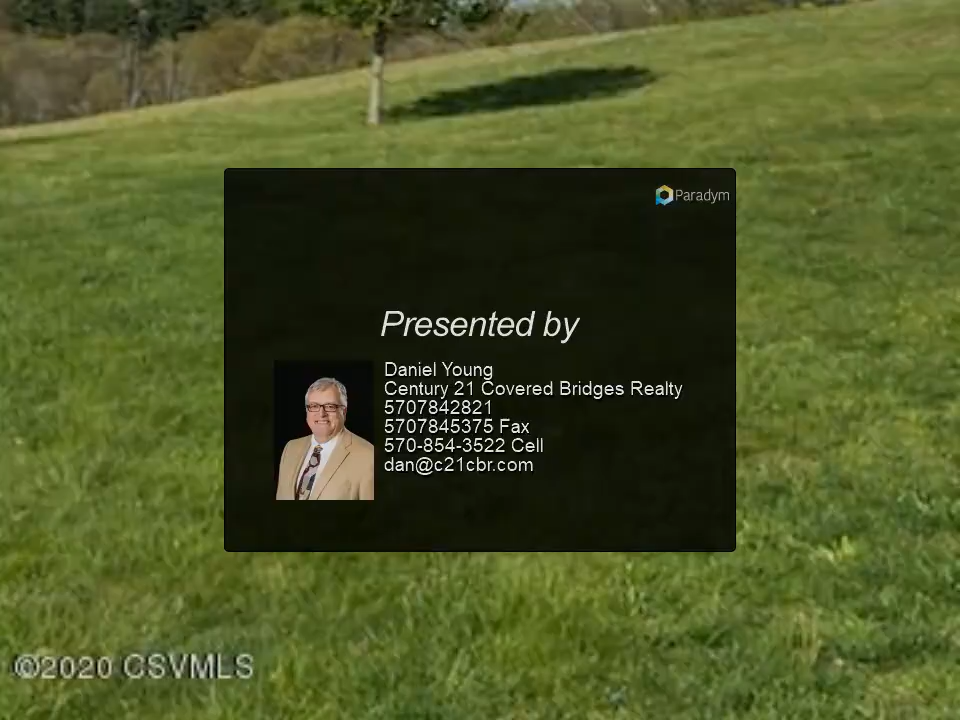 Paradym
Presented by
Daniel Young
Century 21 Covered Bridges Realty
5707842821
5707845375 Fax
570-854-3522 Cell
dan@c21cbr.com
©2020 CSVMLS